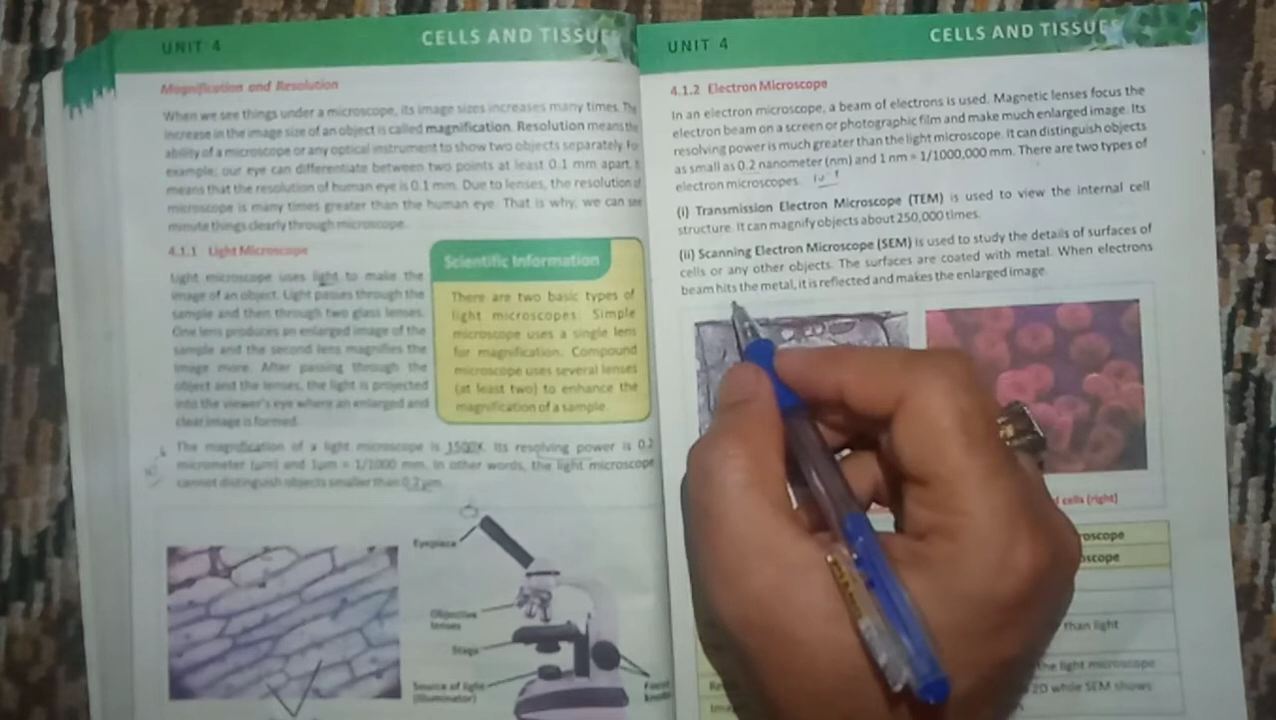 UNIT 4
CELLS AND TISSUE
Magnification and Resolution
When we see things under a microscope, its image sizes increases many times. The
increase in the image size of an object is called magnification. Resolution means the
ability of a microscope or any optical instrument to show two objects separately. For
example; our eye can differentiate between two points at least 0.1 mm apart.
means that the resolution of human eye is 0.1 mm. Due to lenses, the resolution of
microscope is many times greater than the human eye. That is why, we can see
minute things clearly through microscope.
4.1.1 Light Microscope
Light microscope uses light to make the
image of an object. Light passes through the
sample and then through two glass lenses.
One lens produces an enlarged image of the
sample and the second lens magnifies the
image more. After passing through the
object and the lenses, the light is projected
into the viewer's eye where an enlarged and
clear image is formed.
Scientific Information
There are two basic types of
light microscopes. Simple
microscope uses a single lens
for magnification. Compound
microscope uses several lenses
(at least two) to enhance the
magnification of a sample.
The magnification of a light microscope is 1500X. Its resolving power is 0.2
micrometer (μm) and 1μm = 1/1000 mm. In other words, the light microscope
cannot distinguish objects smaller than 0.2 μm.
Eyepiece
Objective
lenses
Stage
Source of light
(Illuminator)
Focus
knobs
UNIT 4
CELLS AND TISSUE
4.1.2 Electron Microscope
In an electron microscope, a beam of electrons is used. Magnetic lenses focus the
electron beam on a screen or photographic film and make much enlarged image. Its
resolving power is much greater than the light microscope. It can distinguish objects
as small as 0.2 nanometer (nm) and 1 nm = 1/1000,000 mm. There are two types of
electron microscopes.
(i) Transmission Electron Microscope (TEM) is used to view the internal cell
structure. It can magnify objects about 250,000 times.
(ii) Scanning Electron Microscope (SEM) is used to study the details of surfaces of
cells or any other objects. The surfaces are coated with metal. When electrons
beam hits the metal, it is reflected and makes the enlarged image.
cells (right)
oscope
oscope
than light
the light microscope
2D while SEM shows